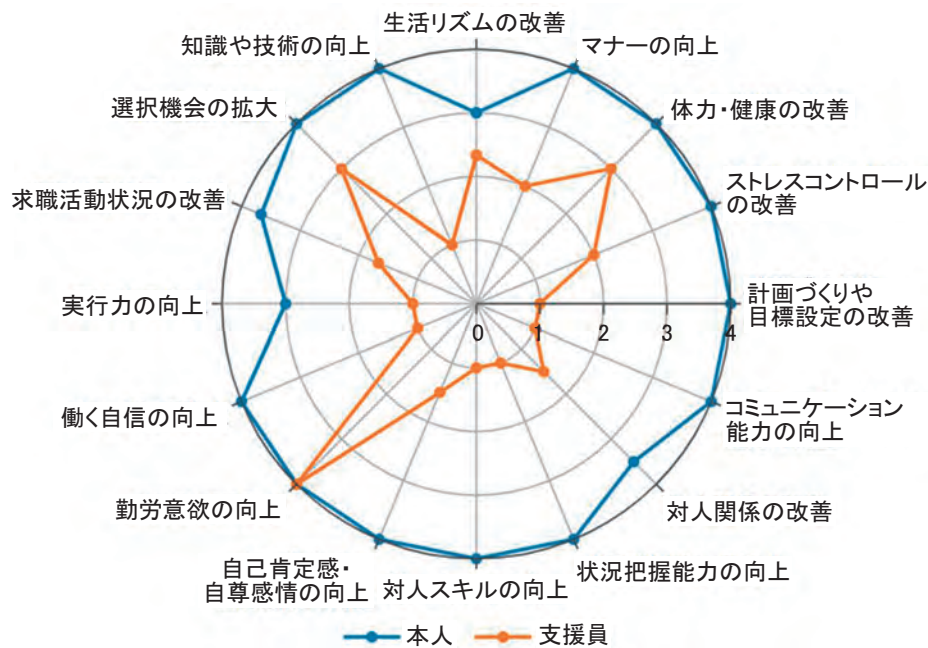 生活リズムの改善
マナーの向上
体力・健康の改善
ストレスコントロール
の改善
計画づくりや
目標設定の改善
コミュニケーション
能力の向上
対人関係の改善
状況把握能力の向上
対人スキルの向上
自己肯定感・
自尊感情の向上
勤労意欲の向上
働く自信の向上
実行力の向上
求職活動状況の改善
選択機会の拡大
知識や技術の向上
0 1 2 3 4
本人 支援員